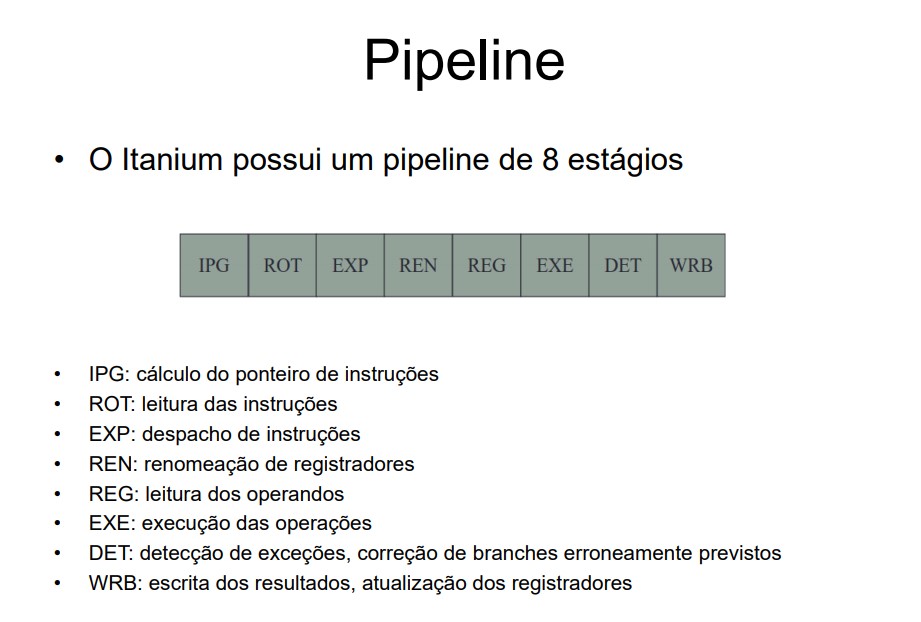 Pipeline
• O Itanium possui um pipeline de 8 estágios
IPG ROT EXP REN REG EXE DET WRB
• IPG: cálculo do ponteiro de instruções
• ROT: leitura das instruções
• EXP: despacho de instruções
• REN: renomeação de registradores
• REG: leitura dos operandos
• EXE: execução das operações
• DET: detecção de exceções, correção de branches erroneamente previstos
• WRB: escrita dos resultados, atualização dos registradores